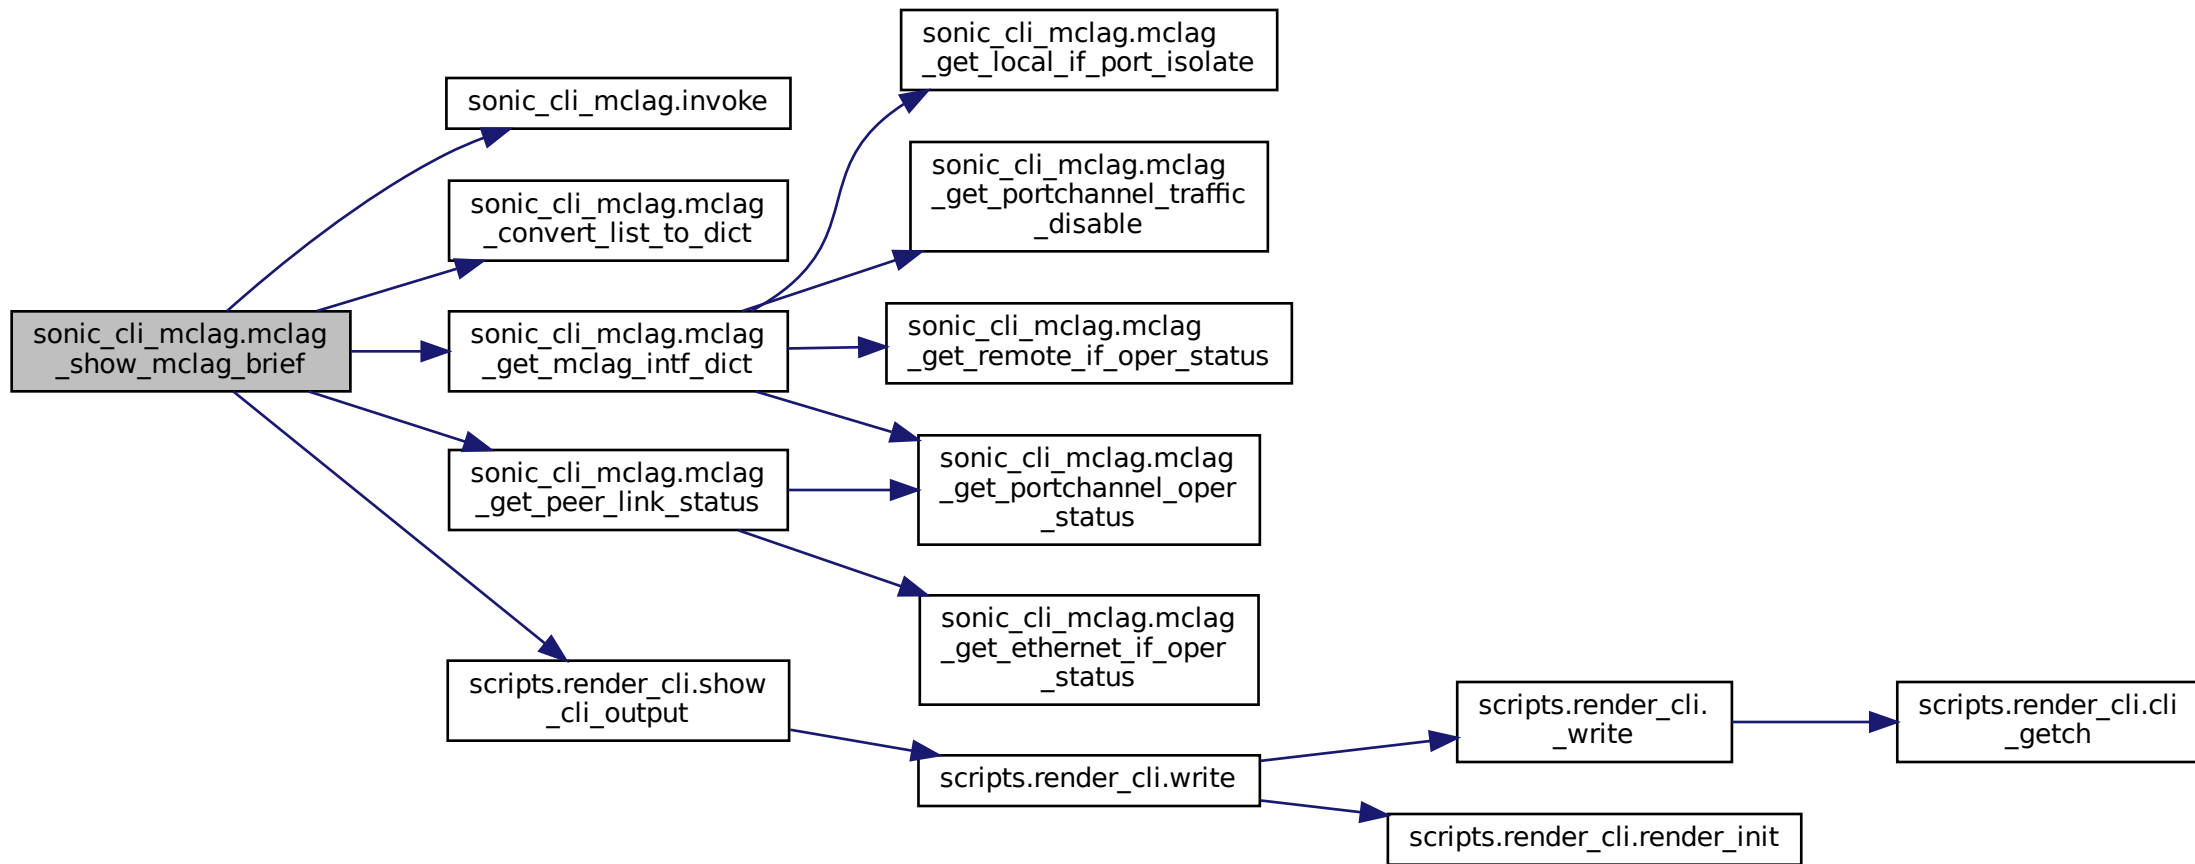 sonic_cli_mclag.mclag
_show_mclag_brief
sonic_cli_mclag.invoke
sonic_cli_mclag.mclag
_convert_list_to_dict
sonic_cli_mclag.mclag
_get_mclag_intf_dict
sonic_cli_mclag.mclag
_get_peer_link_status
scripts.render_cli.show
_cli_output
sonic_cli_mclag.mclag
_get_local_if_port_isolate
sonic_cli_mclag.mclag
_get_portchannel_traffic
_disable
sonic_cli_mclag.mclag
_get_remote_if_oper_status
sonic_cli_mclag.mclag
_get_portchannel_oper
_status
sonic_cli_mclag.mclag
_get_ethernet_if_oper
_status
scripts.render_cli.write
scripts.render_cli.
_write
scripts.render_cli.render_init
scripts.render_cli.cli
_getch